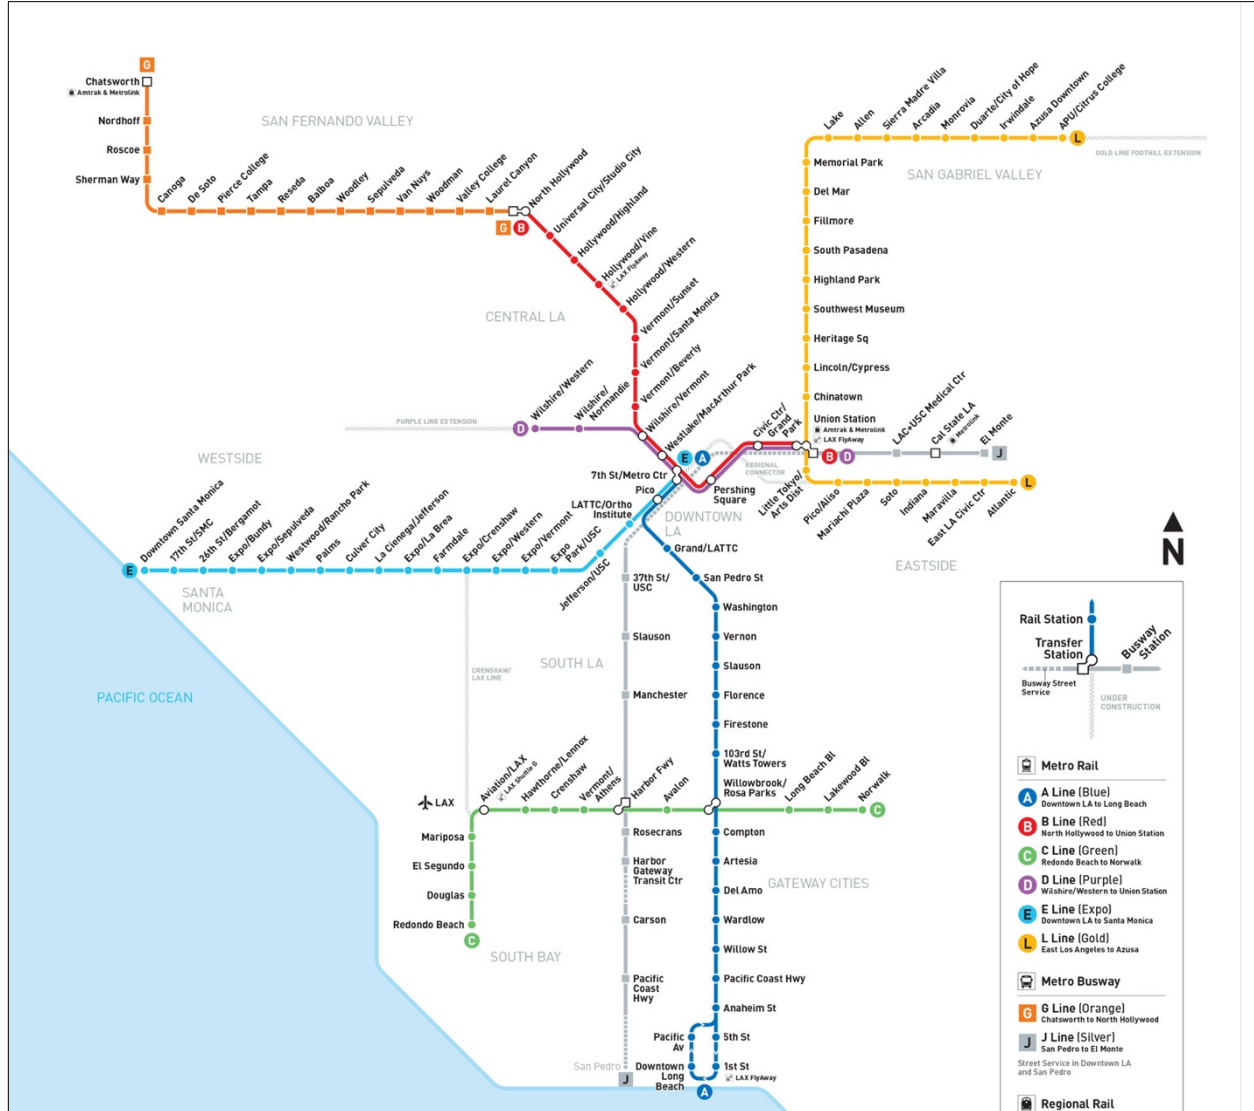 G
Chatsworth
Amtrak & Metrolink
Nordhoff
Roscoe
Sherman Way
Canoga
De Soto
Pierce College
Tampa
Reseda
Balboa
Woodley
Sepulveda
Van Nuys
Woodman
Valley College
Laurel Canyon
North Hollywood
G
B
SAN FERNANDO VALLEY
Universal City/Studio City
Hollywood/Highland
Hollywood/Vine
LAX FlyAway
Hollywood/Western
Vermont/Sunset
Vermont/Santa Monica
Vermont/Beverly
Wilshire/Vermont
Westlake/MacArthur Park
CENTRAL LA
PURPLE LINE EXTENSION
D
Wilshire/Western
Wilshire/
Normandie
Lake
Allen
Sierra Madre Villa
Arcadia
Monrovia
Duarte/City of Hope
Irwindale
Azusa Downtown
APU/Citrus College
L
GOLD LINE FOOTHILL EXTENSION
SAN GABRIEL VALLEY
Memorial Park
Del Mar
Fillmore
South Pasadena
Highland Park
Southwest Museum
Heritage Sq
Lincoln/Cypress
Chinatown
Union Station
Amtrak & Metrolink
LAX FlyAway
B
D
LAC+USC Medical Ctr
Cal State LA
Metrolink
El Monte
J
Civic Ctr/
Grand
Park
E
A
REGIONAL
CONNECTOR
7th St/Metro Ctr
Pico
Pershing
Square
DOWNTOWN
LA
LATTC/Ortho
Institute
Little Tokyo/
Arts Dist
Pico/Aliso
Mariachi Plaza
Soto
Indiana
Maravilla
East LA Civic Ctr
Atlantic
L
EASTSIDE
WESTSIDE
E
Downtown Santa Monica
17th St/SMC
26th St/Bergamot
Expo/Bundy
Expo/Sepulveda
Westwood/Rancho Park
Palms
Culver City
La Cienega/Jefferson
Expo/La Brea
Farmdale
Expo/Crenshaw
Expo/Western
Expo/Vermont
Expo
Park/USC
Jefferson/USC
SANTA
MONICA
Grand/LATTC
San Pedro St
Washington
Vernon
Slauson
Florence
Firestone
103rd St/
Watts Towers
Willowbrook/
Rosa Parks
37th St/
USC
Slauson
Manchester
SOUTH LA
CRENSHAW/
LAX LINE
PACIFIC OCEAN
LAX
Aviation/LAX
LAX Shuttle G
Hawthorne/Lennox
Crenshaw
Vermont/
Athens
Harbor Fwy
Avalon
Long Beach Bl
Lakewood Bl
Norwalk
C
Mariposa
El Segundo
Douglas
Redondo Beach
C
SOUTH BAY
Rosecrans
Harbor
Gateway
Transit Ctr
Carson
Pacific
Coast
Hwy
San Pedro
J
Compton
Artesia
Del Amo
Wardlow
Willow St
Pacific Coast Hwy
Anaheim St
GATEWAY CITIES
Pacific
Av
5th St
Downtown
Long
Beach
1st St
LAX FlyAway
A
N
Rail Station
Transfer
Station
Busway
Station
Busway Street
Service
UNDER
CONSTRUCTION
Metro Rail
A
A Line (Blue)
Downtown LA to Long Beach
B
B Line (Red)
North Hollywood to Union Station
C
C Line (Green)
Redondo Beach to Norwalk
D
D Line (Purple)
Wilshire/Western to Union Station
E
E Line (Expo)
Downtown LA to Santa Monica
L
L Line (Gold)
East Los Angeles to Azusa
Metro Busway
G
G Line (Orange)
Chatsworth to North Hollywood
J
J Line (Silver)
San Pedro to El Monte
Street Service in Downtown LA
and San Pedro
Regional Rail